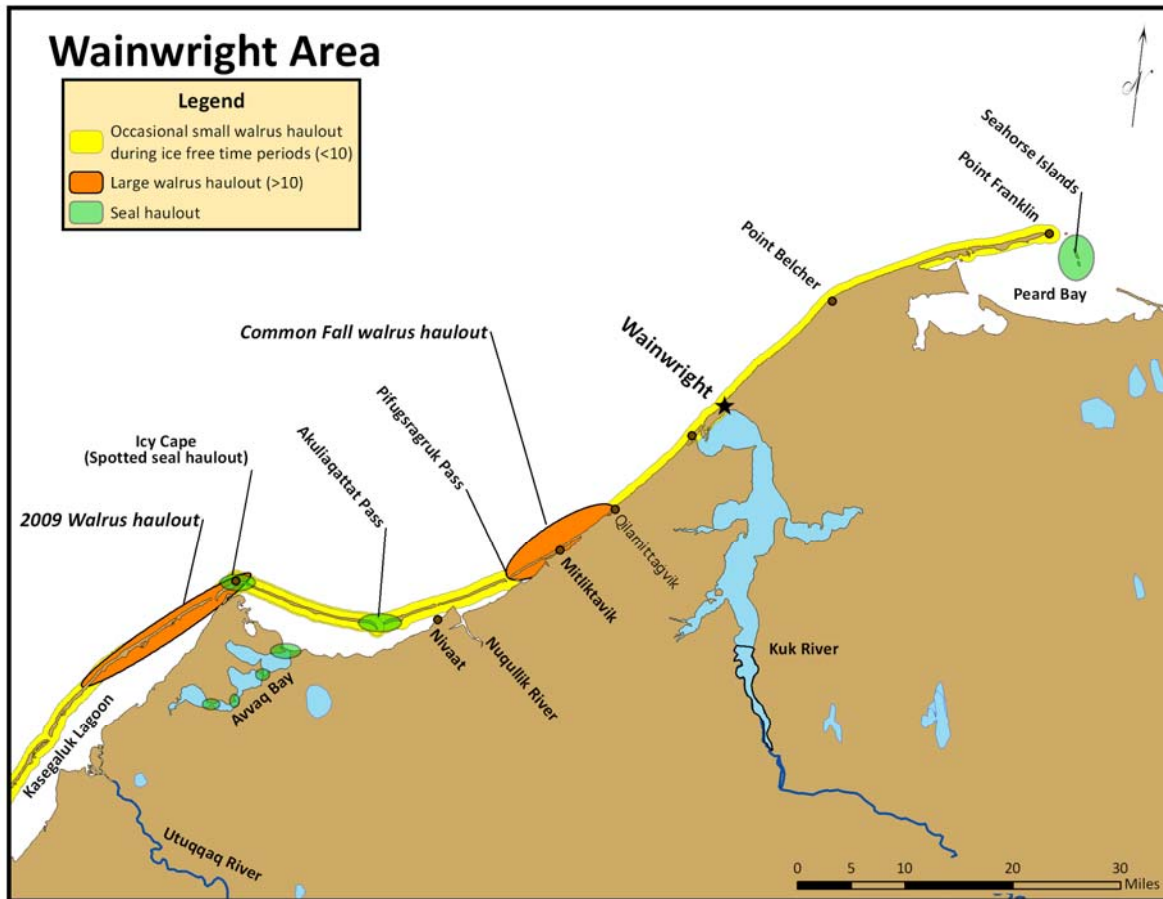 Wainwright Area
Legend
Occasional small walrus haulout
during ice free time periods (<10)
Large walrus haulout (>10)
Seal haulout
Seahorse Islands
Point Franklin
Point Belcher
Peard Bay
Common Fall walrus haulout
Wainwright
Pifugsragruk Pass
Icy Cape
(Spotted seal haulout)
Akuliaqattat Pass
2009 Walrus haulout
Qilamittagvik
Mitliktavik
Nivaat
Nuqullik River
Kuk River
Avvaq Bay
Kasegaluk Lagoon
Utuqqaq River
0 5 10 20 30
Miles